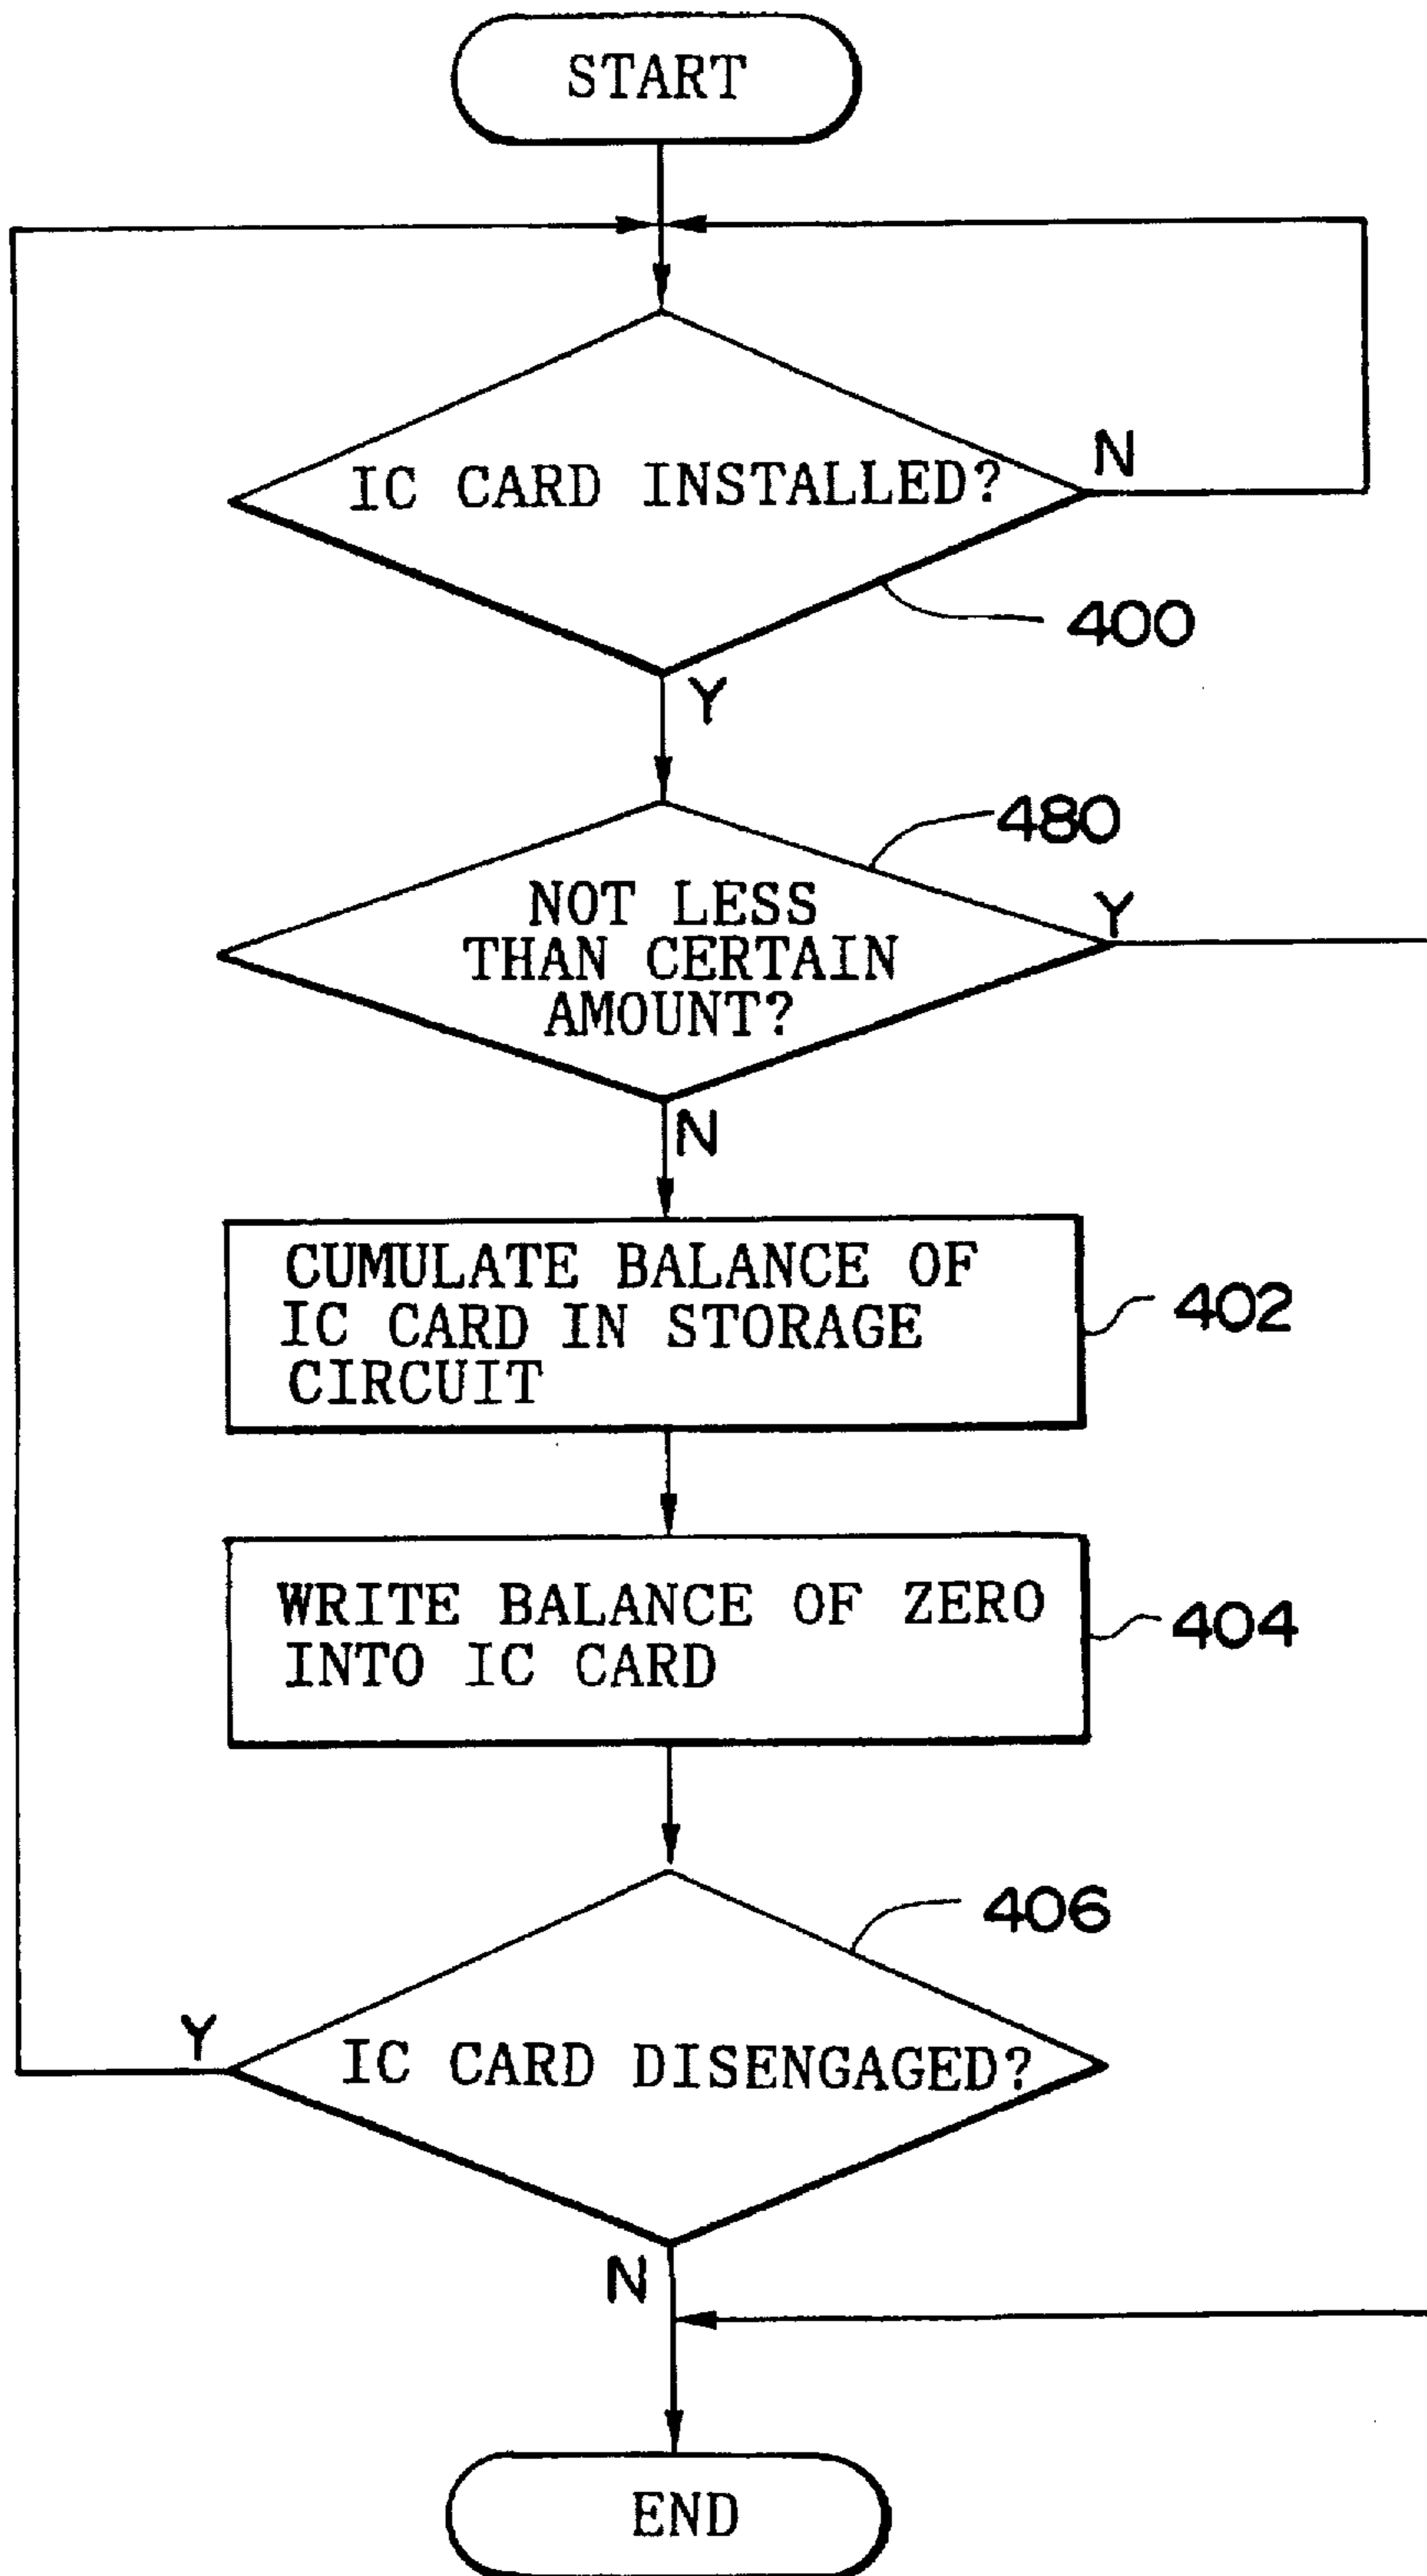 START
IC CARD INSTALLED?
N
400
Y
480
NOT LESS
THAN CERTAIN
AMOUNT?
Y
N
CUMULATE BALANCE OF
IC CARD IN STORAGE
CIRCUIT
402
WRITE BALANCE OF ZERO
INTO IC CARD
404
406
Y
IC CARD DISENGAGED?
N
END